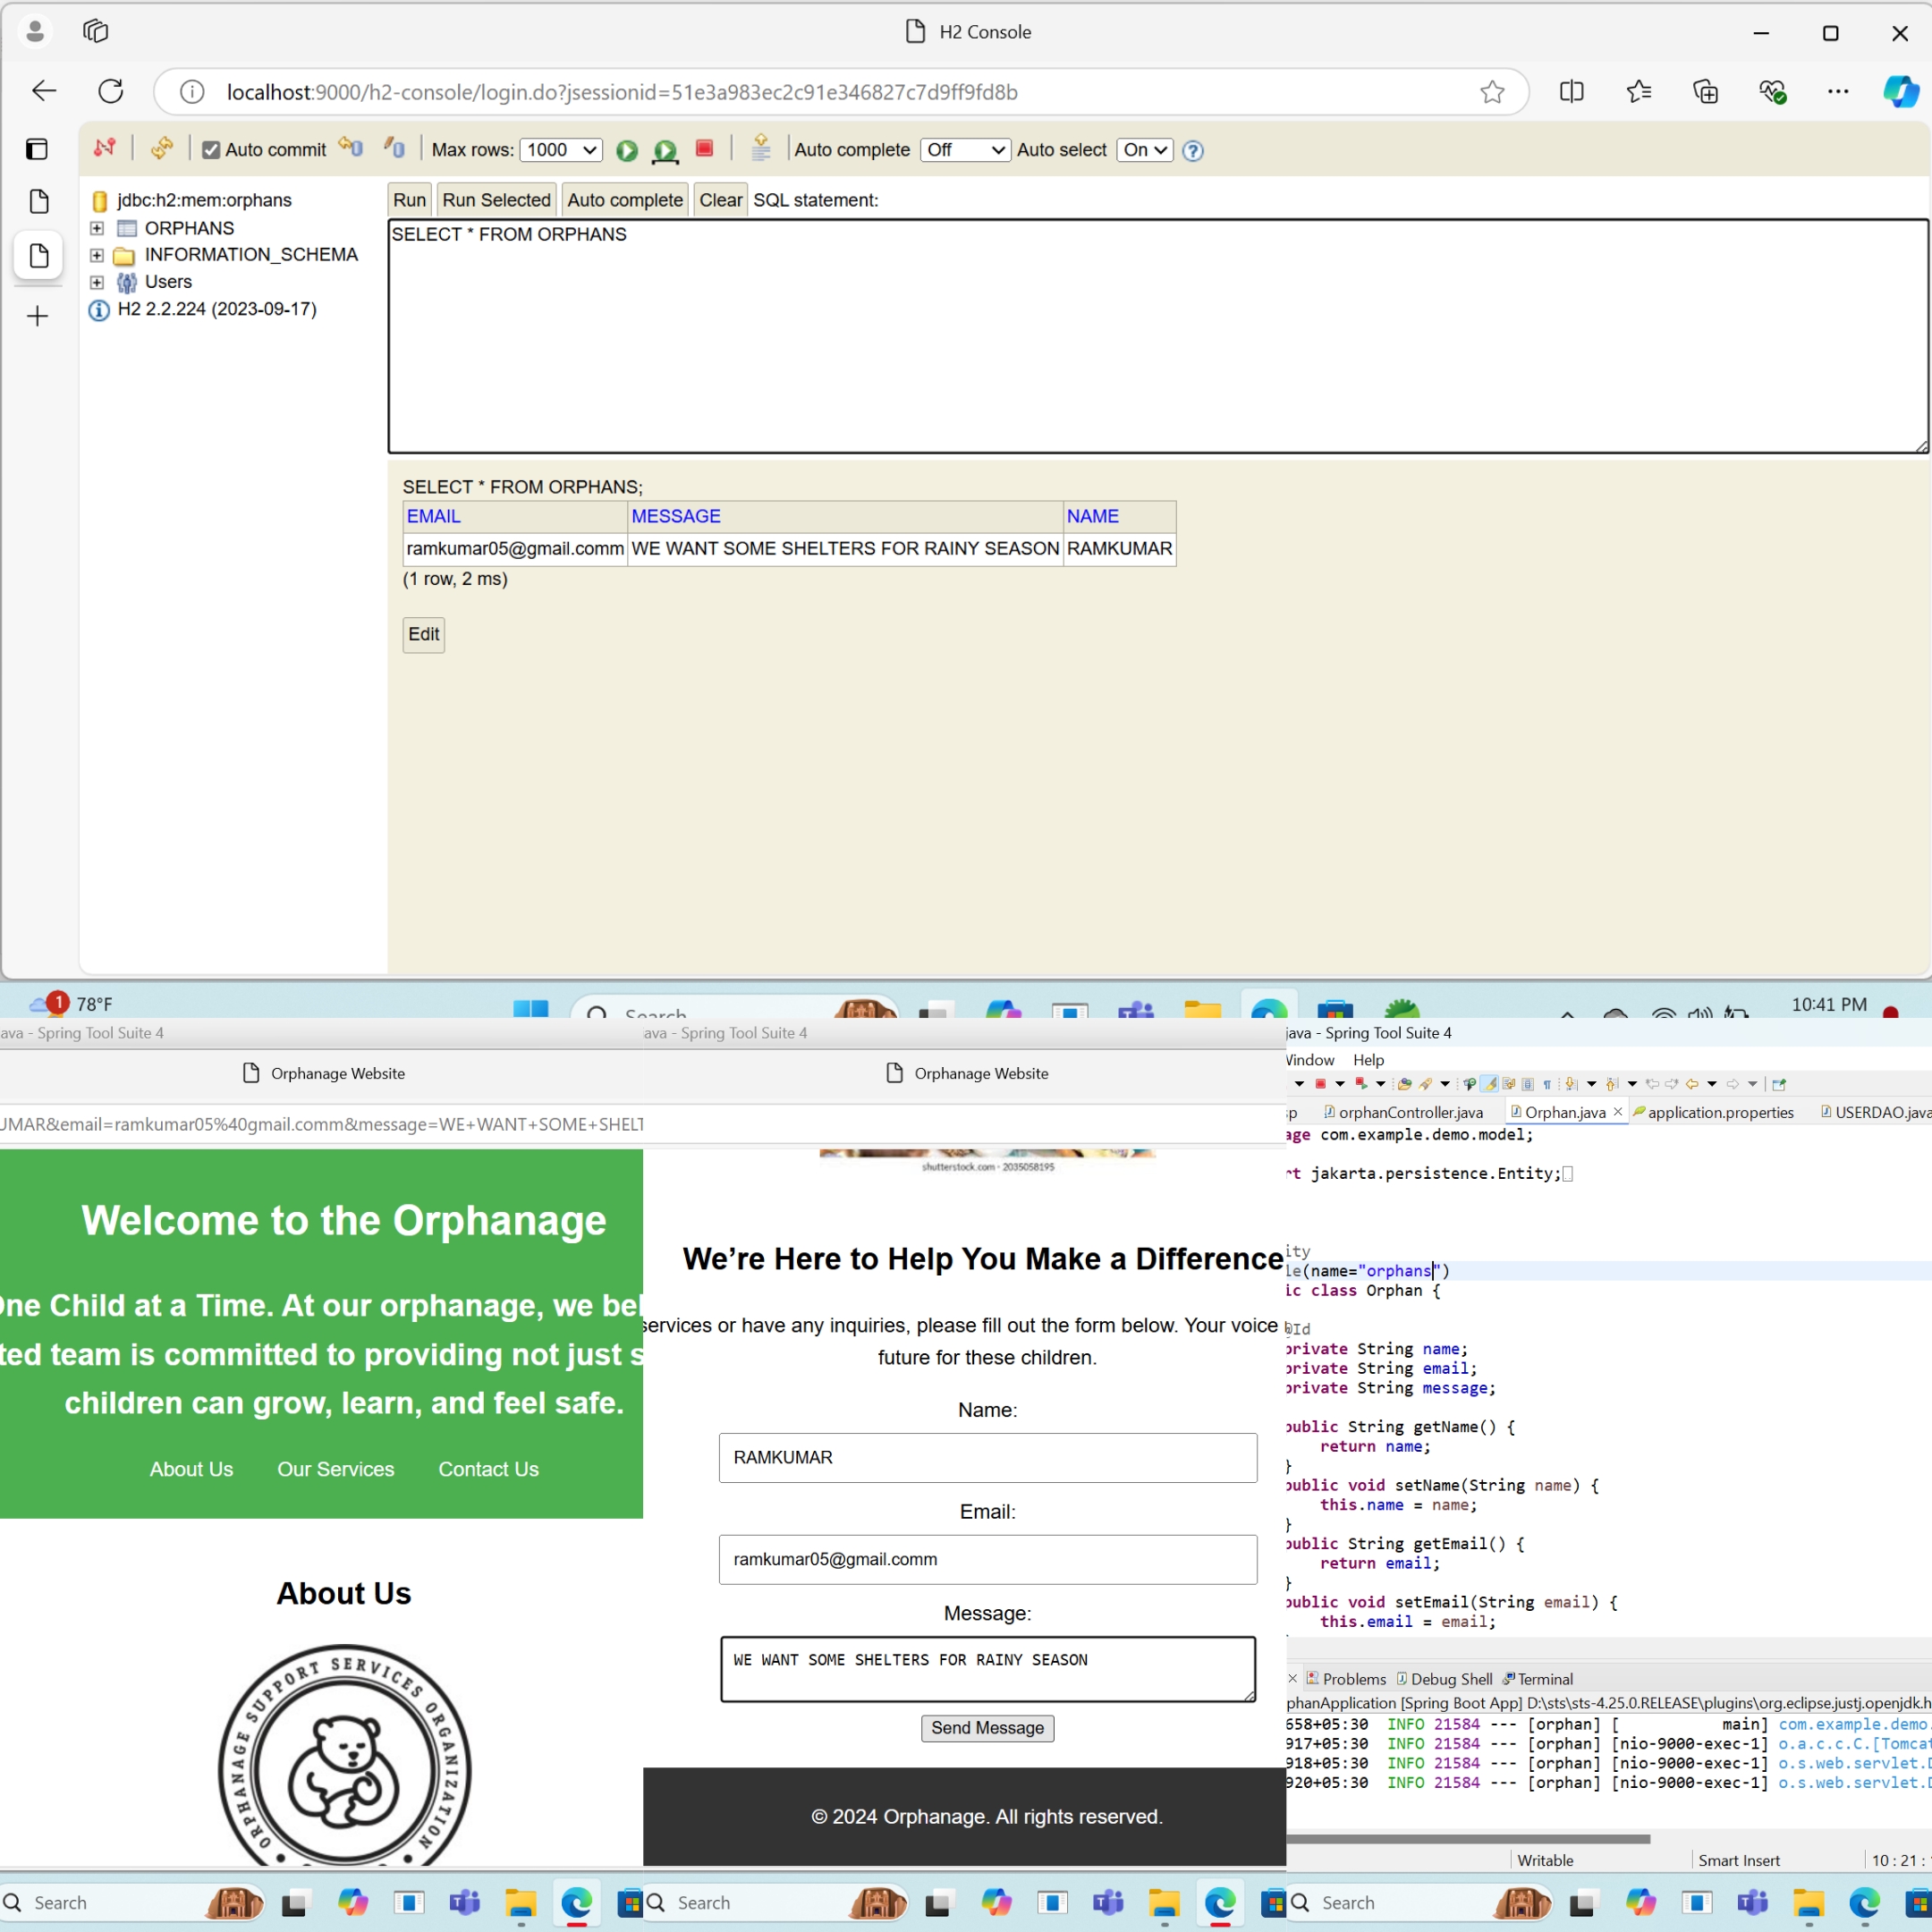 H2 Console
localhost:9000/h2-console/login.do?jsessionid=51e3a983ec2c91e346827c7d9ff9fd8b
Auto commit Max rows: 1000 Auto complete Off Auto select On
jdbc:h2:mem:orphans
ORPHANS
INFORMATION_SCHEMA
Users
H2 2.2.224 (2023-09-17)
Run Run Selected Auto complete Clear SQL statement:
SELECT * FROM ORPHANS
SELECT * FROM ORPHANS;
EMAIL MESSAGE NAME
ramkumar05@gmail.comm WE WANT SOME SHELTERS FOR RAINY SEASON RAMKUMAR
(1 row, 2 ms)
Edit
1 78°F Search 10:41 PM
ava - Spring Tool Suite 4
Orphanage Website
UMAR&email=ramkumar05%40gmail.comm&message=WE+WANT+SOME+SHELT
Welcome to the Orphanage
One Child at a Time. At our orphanage, we bel
ted team is committed to providing not just s
children can grow, learn, and feel safe.
About Us Our Services Contact Us
About Us
ORPHANAGE SUPPORT SERVICES ORGANIZATION
Search
ava - Spring Tool Suite 4
Orphanage Website
shutterstock.com · 2035058195
We're Here to Help You Make a Difference
services or have any inquiries, please fill out the form below. Your voice
future for these children.
Name:
RAMKUMAR
Email:
ramkumar05@gmail.comm
Message:
WE WANT SOME SHELTERS FOR RAINY SEASON
Send Message
© 2024 Orphanage. All rights reserved.
Search
java - Spring Tool Suite 4
Window Help
sp orphanController.java Orphan.java application.properties USERDAO.java
age com.example.demo.model;
rt jakarta.persistence.Entity;
ity
le(name="orphans")
ic class Orphan {
@Id
private String name;
private String email;
private String message;
public String getName() {
return name;
}
public void setName(String name) {
this.name = name;
}
public String getEmail() {
return email;
}
public void setEmail(String email) {
this.email = email;
Problems Debug Shell Terminal
phanApplication [Spring Boot App] D:\sts\sts-4.25.0.RELEASE\plugins\org.eclipse.justj.openjdk.h
658+05:30 INFO 21584 --- [orphan] [ main] com.example.demo.
917+05:30 INFO 21584 --- [orphan] [nio-9000-exec-1] o.a.c.c.C.[Tomcat
918+05:30 INFO 21584 --- [orphan] [nio-9000-exec-1] o.s.web.servlet.D
920+05:30 INFO 21584 --- [orphan] [nio-9000-exec-1] o.s.web.servlet.D
Writable Smart Insert 10 : 21 :
Search